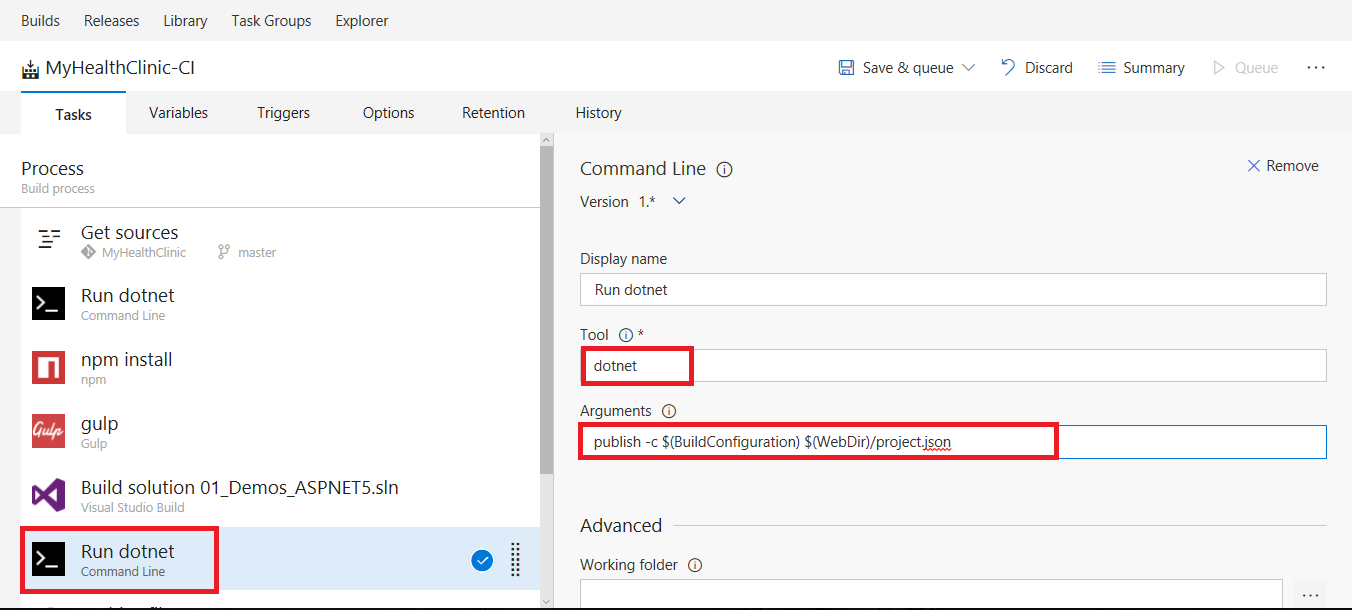 Builds Releases Library Task Groups Explorer
MyHealthClinic-CI
Save & queue Discard Summary Queue ...
Tasks Variables Triggers Options Retention History
Process
Build process
Get sources
MyHealthClinic master
Run dotnet
Command Line
npm install
npm
gulp
Gulp
Gulp
Build solution 01_Demos_ASPNET5.sln
Visual Studio Build
Run dotnet
Command Line
Command Line
Remove
Version 1.*
Display name
Run dotnet
Tool *
dotnet
Arguments
publish -c $(BuildConfiguration) $(WebDir)/project.json
Advanced
Working folder
...